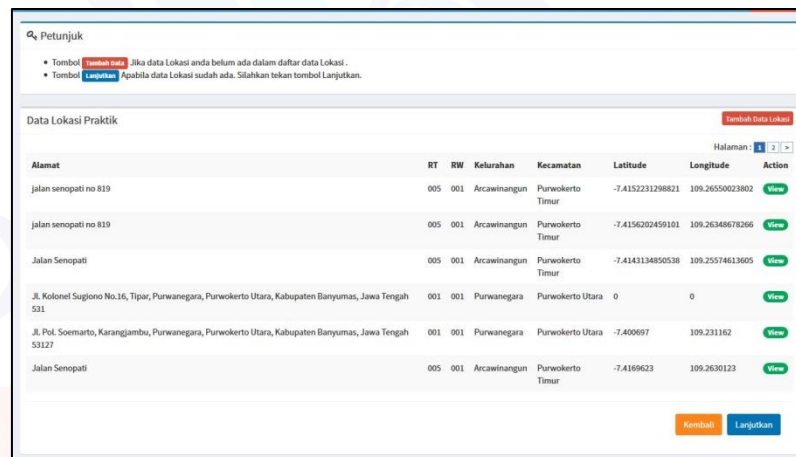 Petunjuk
• Tombol Tambah Data Jika data Lokasi anda belum ada dalam daftar data Lokasi .
• Tombol Lanjutkan Apabila data Lokasi sudah ada. Silahkan tekan tombol Lanjutkan.
Data Lokasi Praktik Tambah Data Lokasi
Halaman : 1 2 >
Alamat RT RW Kelurahan Kecamatan Latitude Longitude Action
jalan senopati no 819 005 001 Arcawinangun Purwokerto Timur -7.4152231298821 109.26550023802 View
jalan senopati no 819 005 001 Arcawinangun Purwokerto Timur -7.4156202459101 109.26348678266 View
Jalan Senopati 005 001 Arcawinangun Purwokerto Timur -7.4143134850538 109.25574613605 View
Jl. Kolonel Sugiono No.16, Tipar, Purwanegara, Purwokerto Utara, Kabupaten Banyumas, Jawa Tengah 531 001 001 Purwanegara Purwokerto Utara 0 0 View
Jl. Pol. Soemarto, Karangjambu, Purwanegara, Purwokerto Utara, Kabupaten Banyumas, Jawa Tengah 53127 001 001 Purwanegara Purwokerto Utara -7.400697 109.231162 View
Jalan Senopati 005 001 Arcawinangun Purwokerto Timur -7.4169623 109.2630123 View
Kembali Lanjutkan